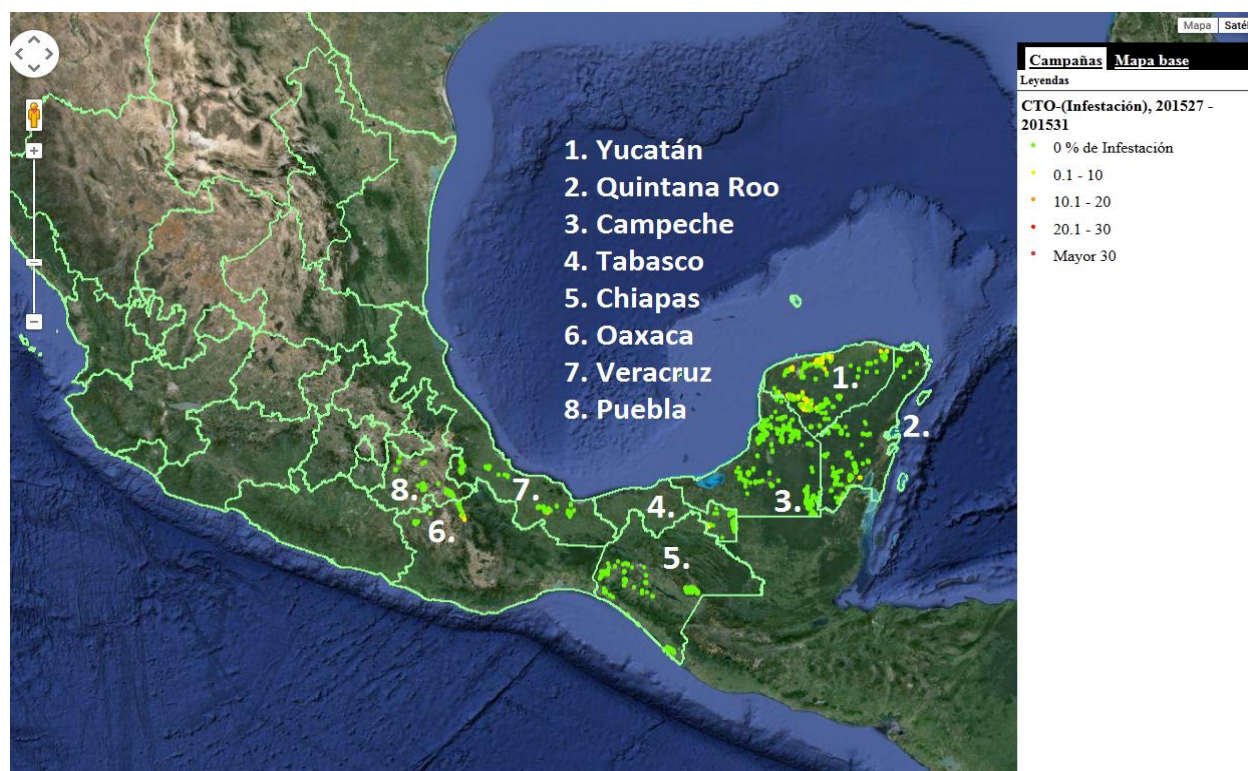 Mapa Saté
Campañas Mapa base
Leyendas
CTO-(Infestación), 201527 -
201531
0 % de Infestación
0.1 - 10
10.1 - 20
20.1 - 30
Mayor 30
1. Yucatán
2. Quintana Roo
3. Campeche
4. Tabasco
5. Chiapas
6. Oaxaca
7. Veracruz
8. Puebla
1.
2.
3.
4.
5.
6.
7.
8.